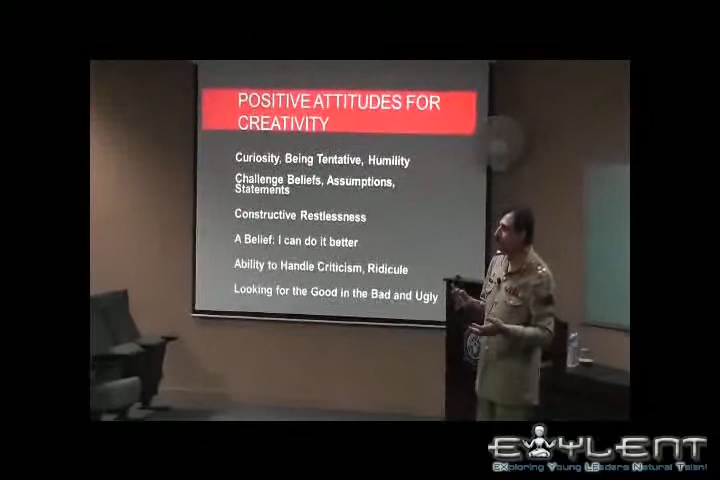 POSITIVE ATTITUDES FOR
CREATIVITY
Curiosity, Being Tentative, Humility
Challenge Beliefs, Assumptions,
Statements
Constructive Restlessness
A Belief: I can do it better
Ability to Handle Criticism, Ridicule
Looking for the Good in the Bad and Ugly
EXYLENT
EXploring Young LEaders Natural Talent